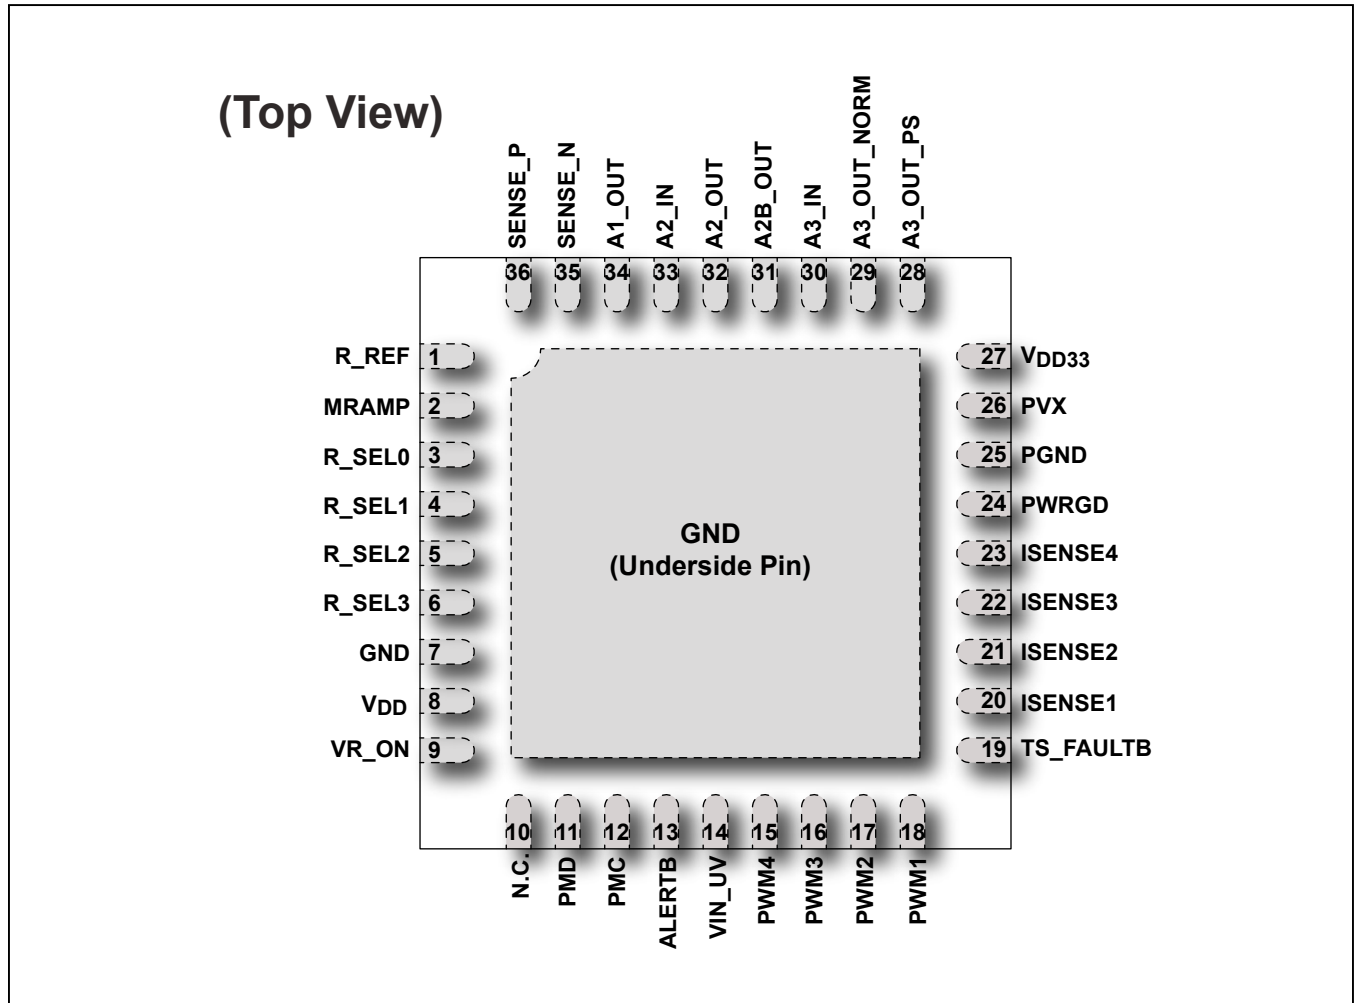 (Top View)
SENSE_P
SENSE_N
A1_OUT
A2_IN
A2_OUT
A2B_OUT
A3_IN
A3_OUT_NORM
A3_OUT_PS
36 35 34 33 32 31 30 29 28
R_REF 1
MRAMP 2
R_SEL0 3
R_SEL1 4
R_SEL2 5
R_SEL3 6
GND 7
VDD 8
VR_ON 9
GND
(Underside Pin)
27 VDD33
26 PVX
25 PGND
24 PWRGD
23 ISENSE4
22 ISENSE3
21 ISENSE2
20 ISENSE1
19 TS_FAULTB
10 11 12 13 14 15 16 17 18
N.C.
PMD
PMC
ALERTB
VIN_UV
PWM4
PWM3
PWM2
PWM1